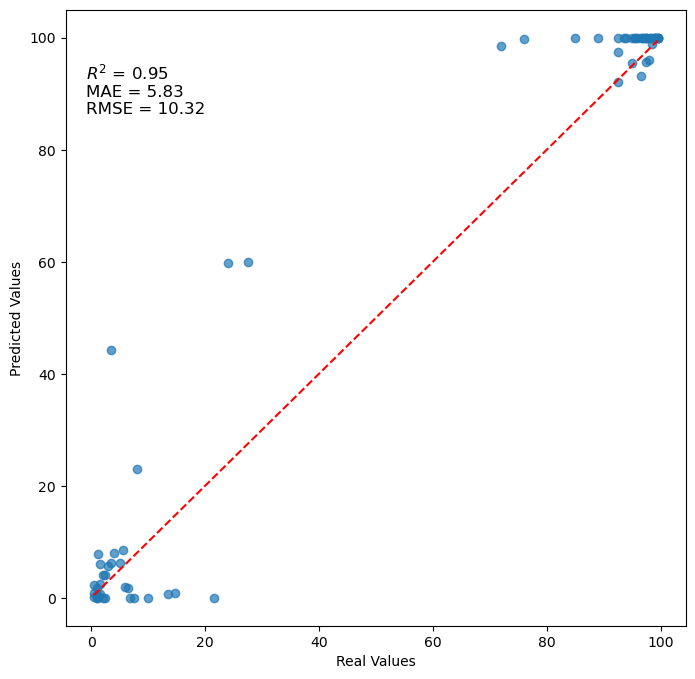 R² = 0.95
MAE = 5.83
RMSE = 10.32
100
80
60
40
20
0
Predicted Values
0 20 40 60 80 100
Real Values